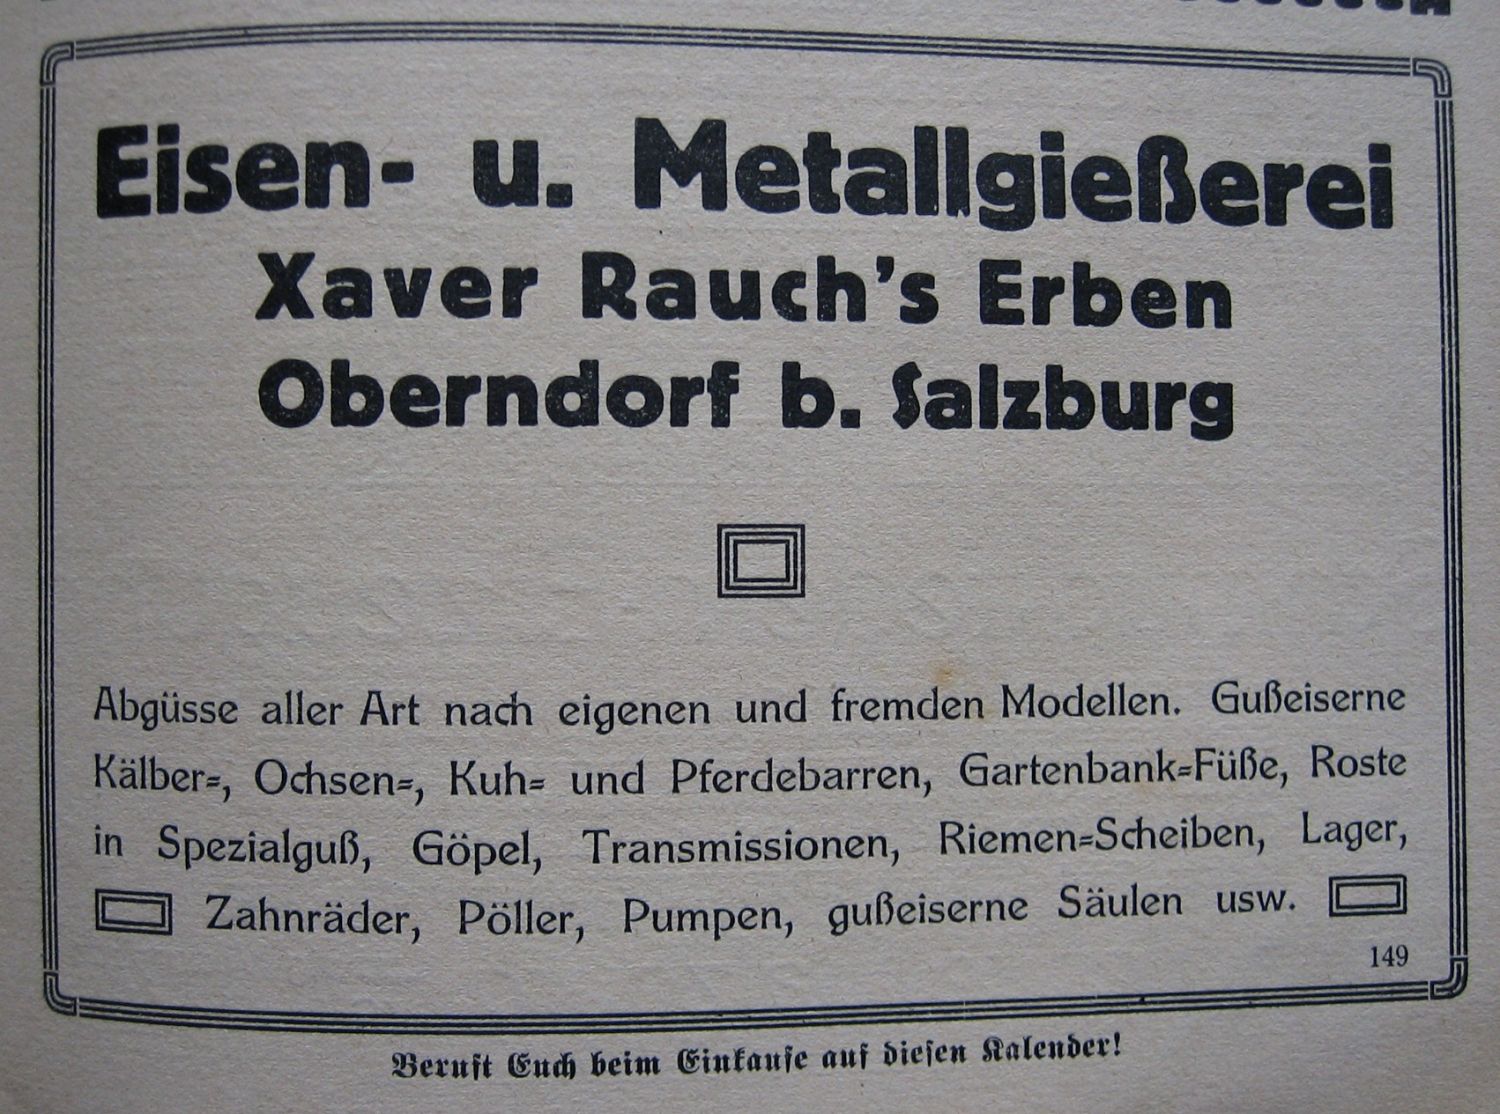 Eisen- u. Metallgießerei
Xaver Rauch's Erben
Oberndorf b. Salzburg
Abgüsse aller Art nach eigenen und fremden Modellen. Gußeiserne
Kälber=, Ochsen=, Kuh= und Pferdebarren, Gartenbank=Füße, Roste
in Spezialguß, Göpel, Transmissionen, Riemen=Scheiben, Lager,
Zahnräder, Pöller, Pumpen, gußeiserne Säulen usw.
149
Beruft Euch beim Einkaufe auf diesen Kalender!